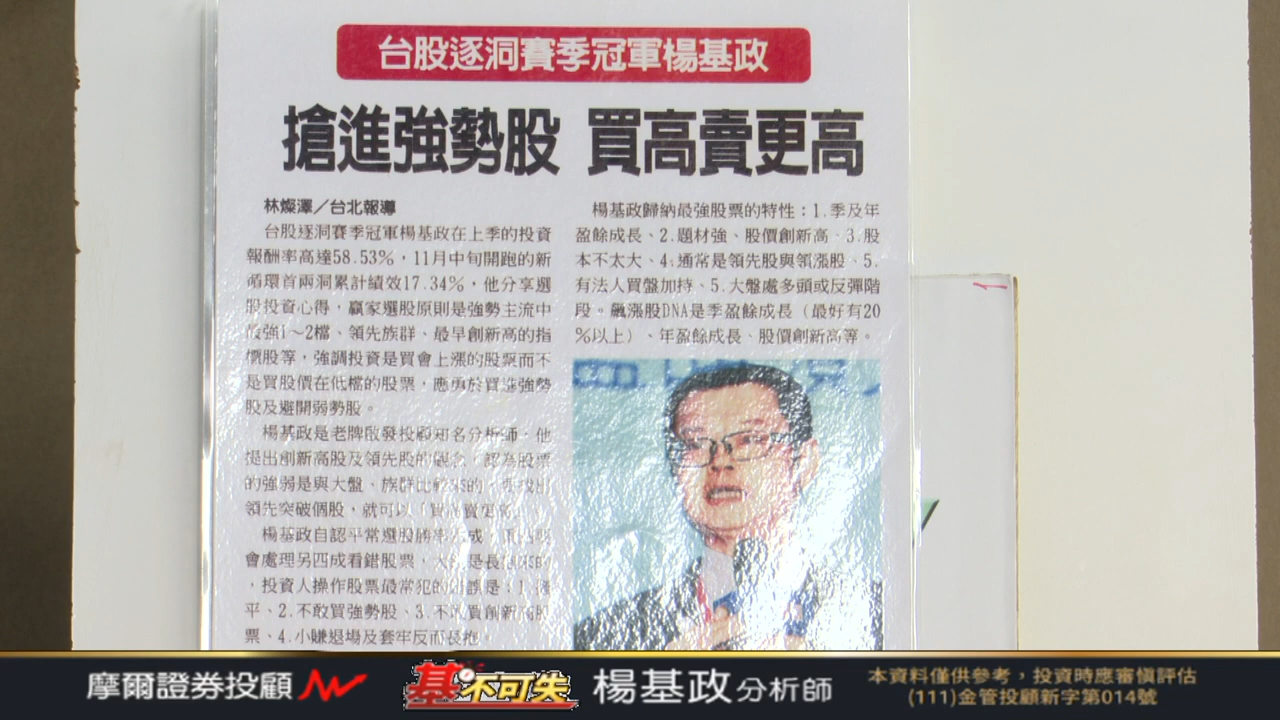 台股逐洞賽季冠軍楊基政
搶進強勢股 買高賣更高
林燦澤／台北報導
台股逐洞賽季冠軍楊基政在上季的投資
報酬率高達58.53%，11月中旬開跑的新
循環首兩洞累計績效17.34%，他分享選
股投資心得，贏家選股原則是強勢主流中
最強1～2檔、領先族群、最早創新高的指
標股等，強調投資是買會上漲的股票而不
是買股價在低檔的股票，應勇於買進強勢
股及避開弱勢股。
楊基政是老牌啟發投顧知名分析師，他
提出創新高股及領先股的觀念，認為股票
的強弱是與大盤、族群比較來的，要找出
領先突破個股，就可以「買高賣更高」
楊基政自認平常選股勝率六成，
會處理另四成看錯股票，大
，投資人操作股票最常犯的錯誤是：1.
平、2.不敢買強勢股、3.不敢買創新高股
票、4.小賺退場及套牢反而長抱
楊基政歸納最強股票的特性：1.季及年
盈餘成長、2.題材強、股價創新高、3.股
本不太大、4.通常是領先股與領漲股、5.
有法人買盤加持、5.大盤處多頭或反彈階
段。飆漲股DNA是季盈餘成長（最好有20
%以上）、年盈餘成長、股價創新高等。
摩爾證券投顧
基不可失
楊基政分析師
本資料僅供參考，投資時應審慎評估
(111)金管投顧新字第014號